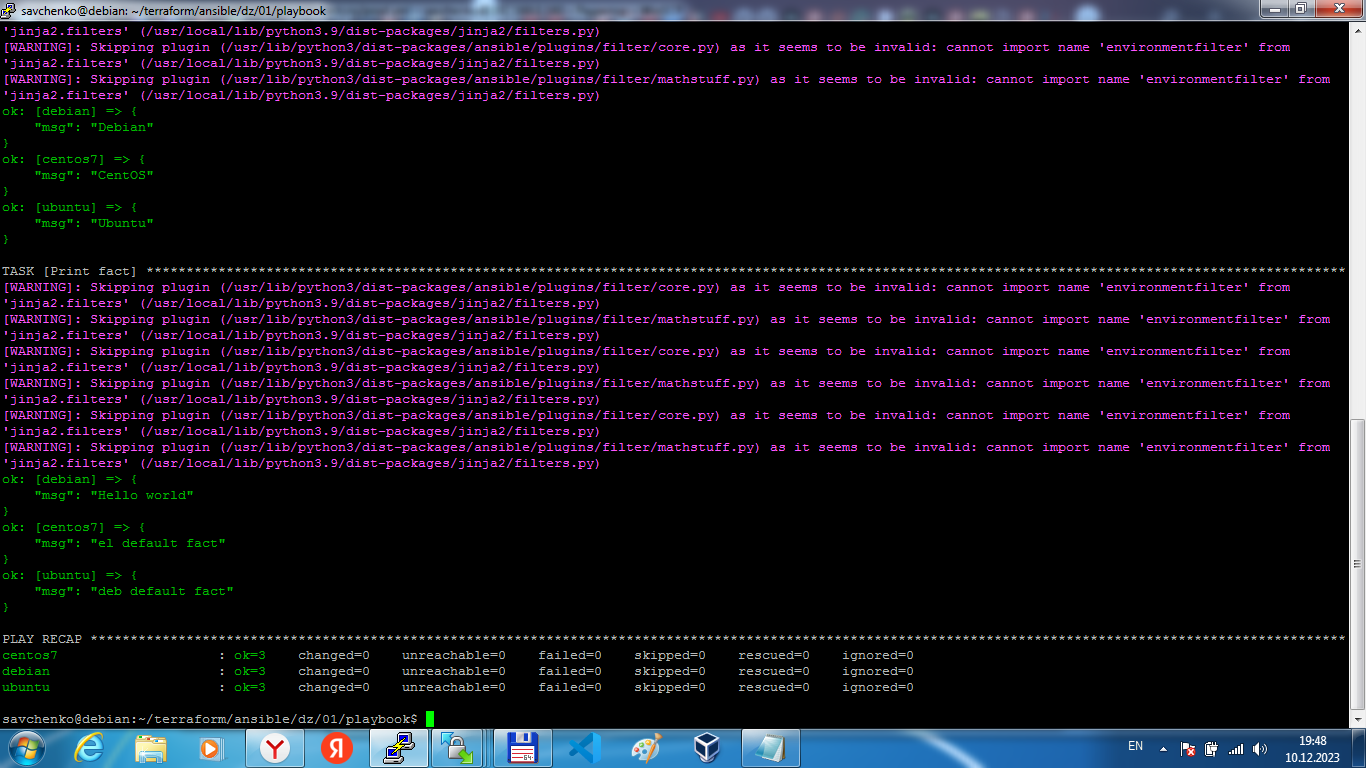 savchenko@debian: ~/terraform/ansible/dz/01/playbook
'jinja2.filters' (/usr/local/lib/python3.9/dist-packages/jinja2/filters.py)
[WARNING]: Skipping plugin (/usr/lib/python3/dist-packages/ansible/plugins/filter/core.py) as it seems to be invalid: cannot import name 'environmentfilter' from
'jinja2.filters' (/usr/local/lib/python3.9/dist-packages/jinja2/filters.py)
[WARNING]: Skipping plugin (/usr/lib/python3/dist-packages/ansible/plugins/filter/mathstuff.py) as it seems to be invalid: cannot import name 'environmentfilter' from
'jinja2.filters' (/usr/local/lib/python3.9/dist-packages/jinja2/filters.py)
ok: [debian] => {
    "msg": "Debian"
}
ok: [centos7] => {
    "msg": "CentOS"
}
ok: [ubuntu] => {
    "msg": "Ubuntu"
}
TASK [Print fact] ******************************************************************************************************************************************************
[WARNING]: Skipping plugin (/usr/lib/python3/dist-packages/ansible/plugins/filter/core.py) as it seems to be invalid: cannot import name 'environmentfilter' from
'jinja2.filters' (/usr/local/lib/python3.9/dist-packages/jinja2/filters.py)
[WARNING]: Skipping plugin (/usr/lib/python3/dist-packages/ansible/plugins/filter/mathstuff.py) as it seems to be invalid: cannot import name 'environmentfilter' from
'jinja2.filters' (/usr/local/lib/python3.9/dist-packages/jinja2/filters.py)
[WARNING]: Skipping plugin (/usr/lib/python3/dist-packages/ansible/plugins/filter/core.py) as it seems to be invalid: cannot import name 'environmentfilter' from
'jinja2.filters' (/usr/local/lib/python3.9/dist-packages/jinja2/filters.py)
[WARNING]: Skipping plugin (/usr/lib/python3/dist-packages/ansible/plugins/filter/mathstuff.py) as it seems to be invalid: cannot import name 'environmentfilter' from
'jinja2.filters' (/usr/local/lib/python3.9/dist-packages/jinja2/filters.py)
[WARNING]: Skipping plugin (/usr/lib/python3/dist-packages/ansible/plugins/filter/core.py) as it seems to be invalid: cannot import name 'environmentfilter' from
'jinja2.filters' (/usr/local/lib/python3.9/dist-packages/jinja2/filters.py)
[WARNING]: Skipping plugin (/usr/lib/python3/dist-packages/ansible/plugins/filter/mathstuff.py) as it seems to be invalid: cannot import name 'environmentfilter' from
'jinja2.filters' (/usr/local/lib/python3.9/dist-packages/jinja2/filters.py)
ok: [debian] => {
    "msg": "Hello world"
}
ok: [centos7] => {
    "msg": "el default fact"
}
ok: [ubuntu] => {
    "msg": "deb default fact"
}
PLAY RECAP *************************************************************************************************************************************************************
centos7                    : ok=3    changed=0    unreachable=0    failed=0    skipped=0    rescued=0    ignored=0
debian                     : ok=3    changed=0    unreachable=0    failed=0    skipped=0    rescued=0    ignored=0
ubuntu                     : ok=3    changed=0    unreachable=0    failed=0    skipped=0    rescued=0    ignored=0
savchenko@debian:~/terraform/ansible/dz/01/playbook$
EN
19:48
10.12.2023